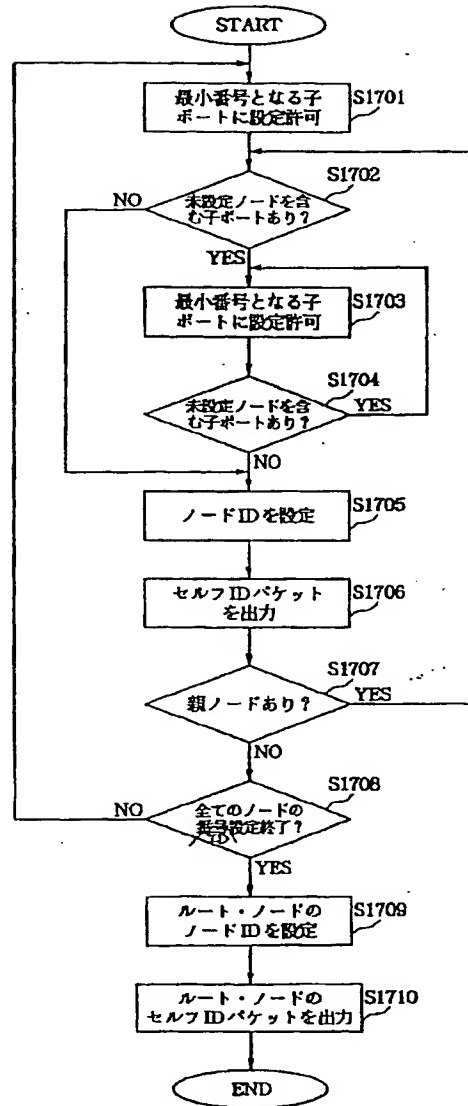 START
最小番号となる子
ポートに設定許可
S1701
S1702
NO
未設定ノードを含
む子ポートあり?
YES
最小番号となる子
ポートに設定許可
S1703
S1704
未設定ノードを含
む子ポートあり?
YES
NO
ノードIDを設定
S1705
セルフIDパケット
を出力
S1706
S1707
親ノードあり?
YES
NO
S1708
NO
全てのノードの
番号設定終了?
ID
YES
ルート・ノードの
ノードIDを設定
S1709
ルート・ノードの
セルフIDパケットを出力
S1710
END